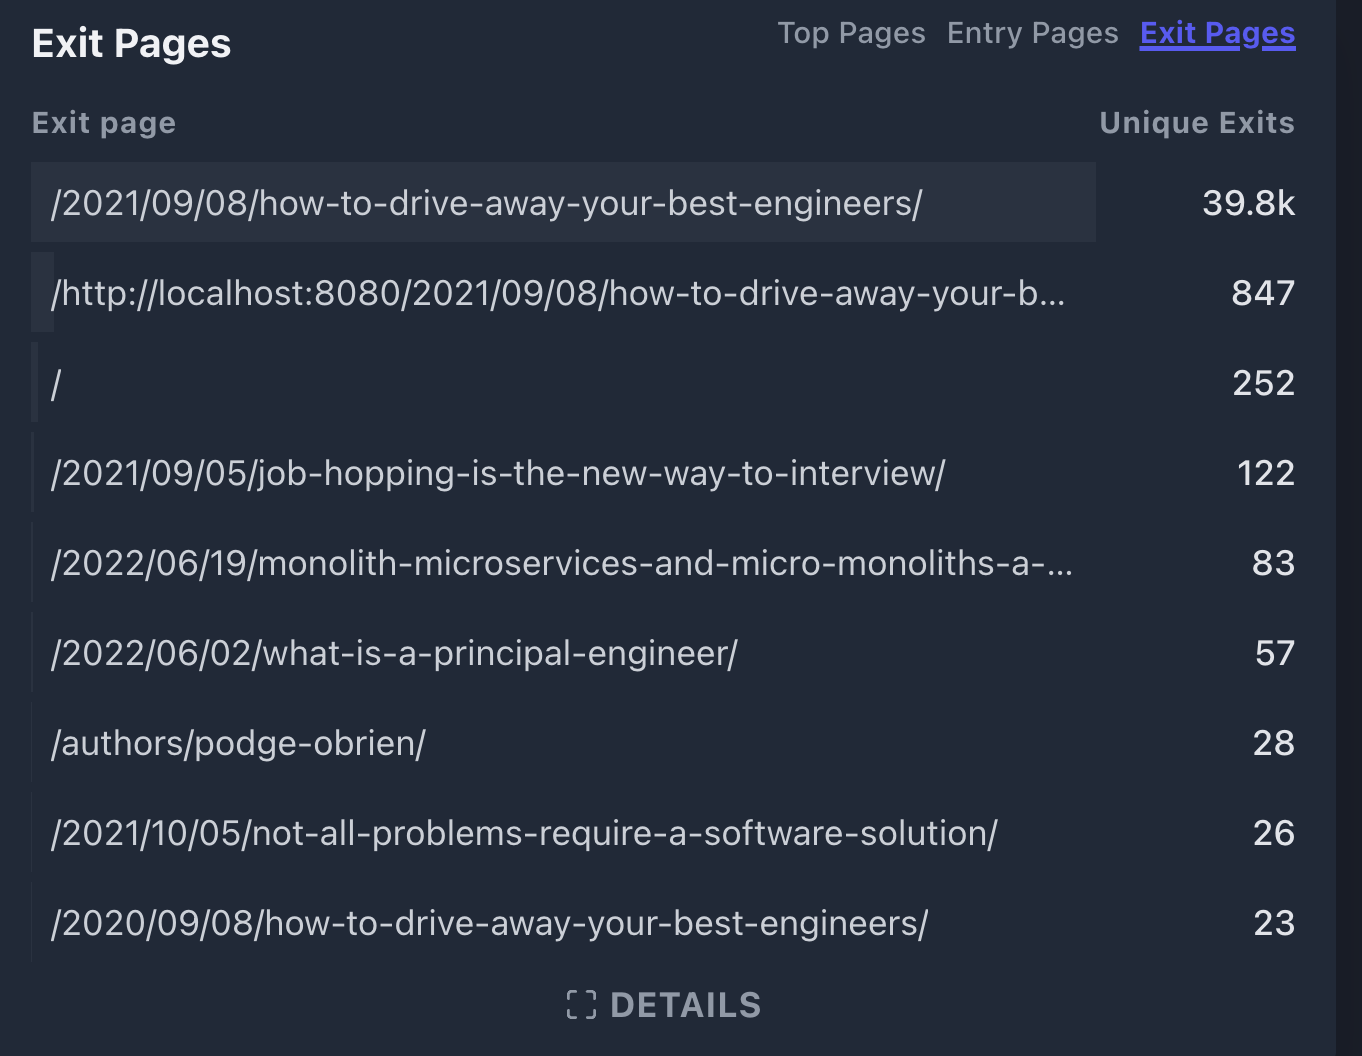 Exit Pages
Top Pages Entry Pages Exit Pages
Exit page Unique Exits
/2021/09/08/how-to-drive-away-your-best-engineers/ 39.8k
/http://localhost:8080/2021/09/08/how-to-drive-away-your-b... 847
/ 252
/2021/09/05/job-hopping-is-the-new-way-to-interview/ 122
/2022/06/19/monolith-microservices-and-micro-monoliths-a-... 83
/2022/06/02/what-is-a-principal-engineer/ 57
/authors/podge-obrien/ 28
/2021/10/05/not-all-problems-require-a-software-solution/ 26
/2020/09/08/how-to-drive-away-your-best-engineers/ 23
DETAILS